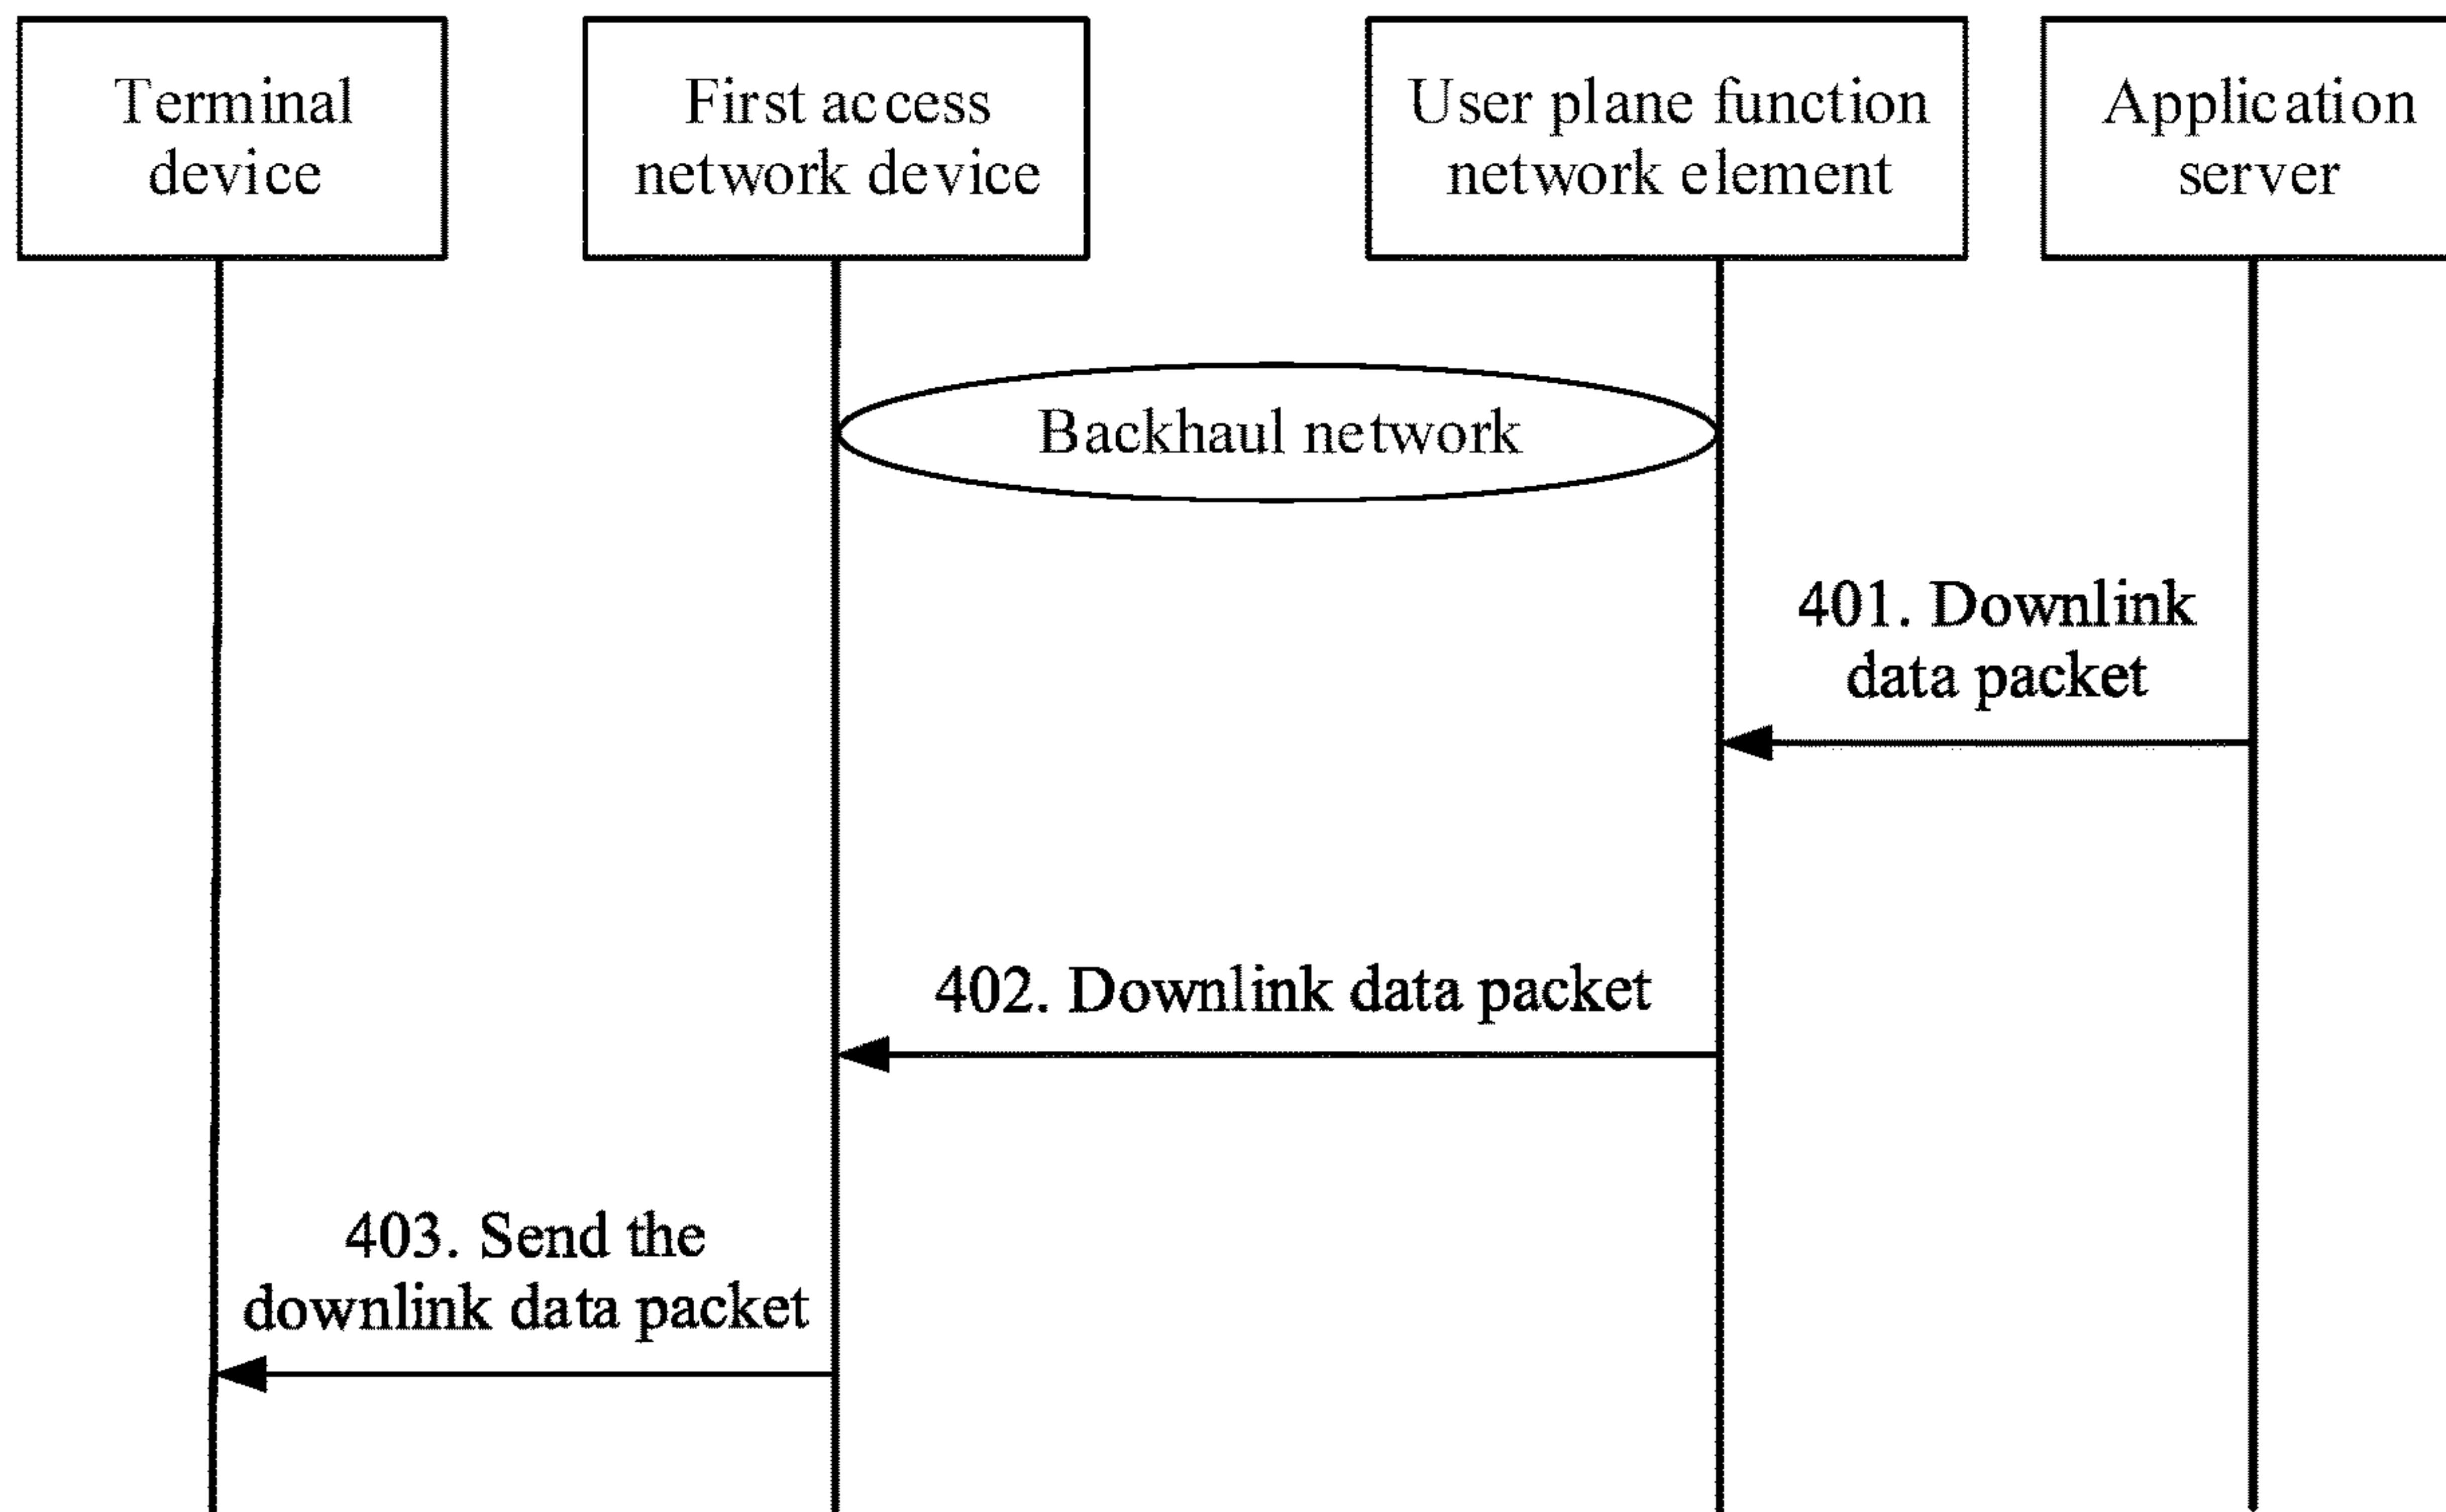 Terminal
device
First access
network device
User plane function
network element
Application
server
Backhaul network
401. Downlink
data packet
402. Downlink data packet
403. Send the
downlink data packet